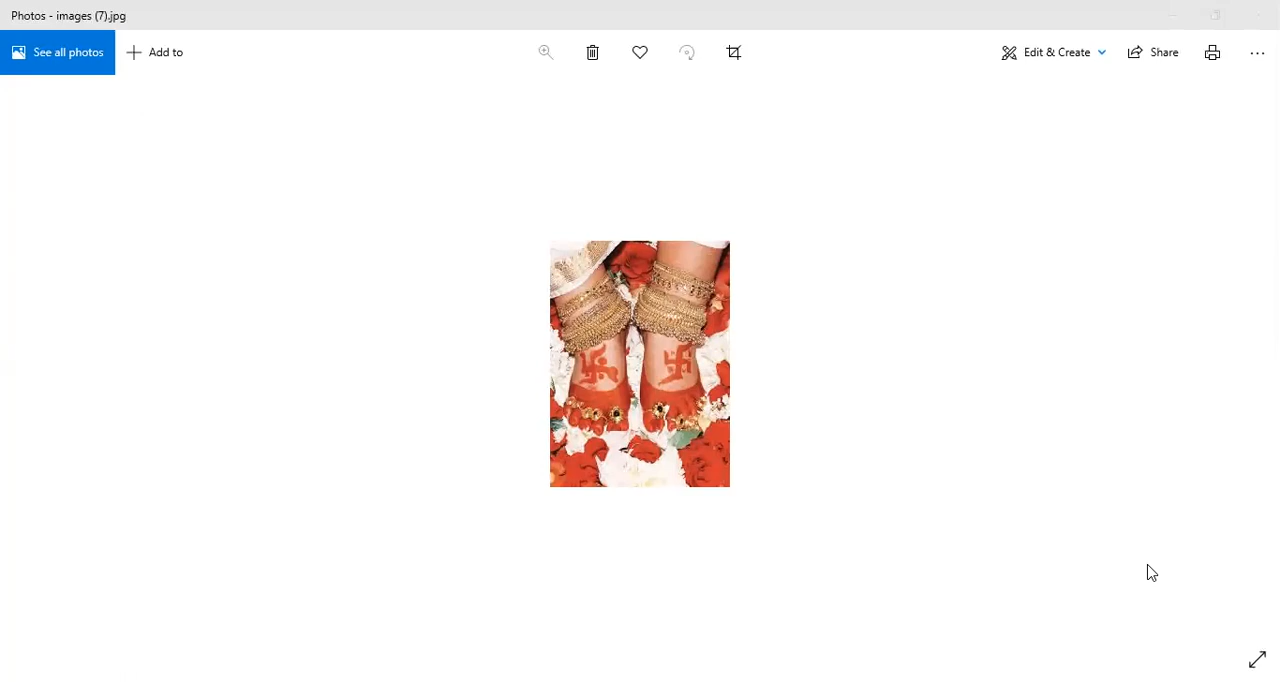 Photos - images (7).jpg
See all photos
Add to
Edit & Create
Share